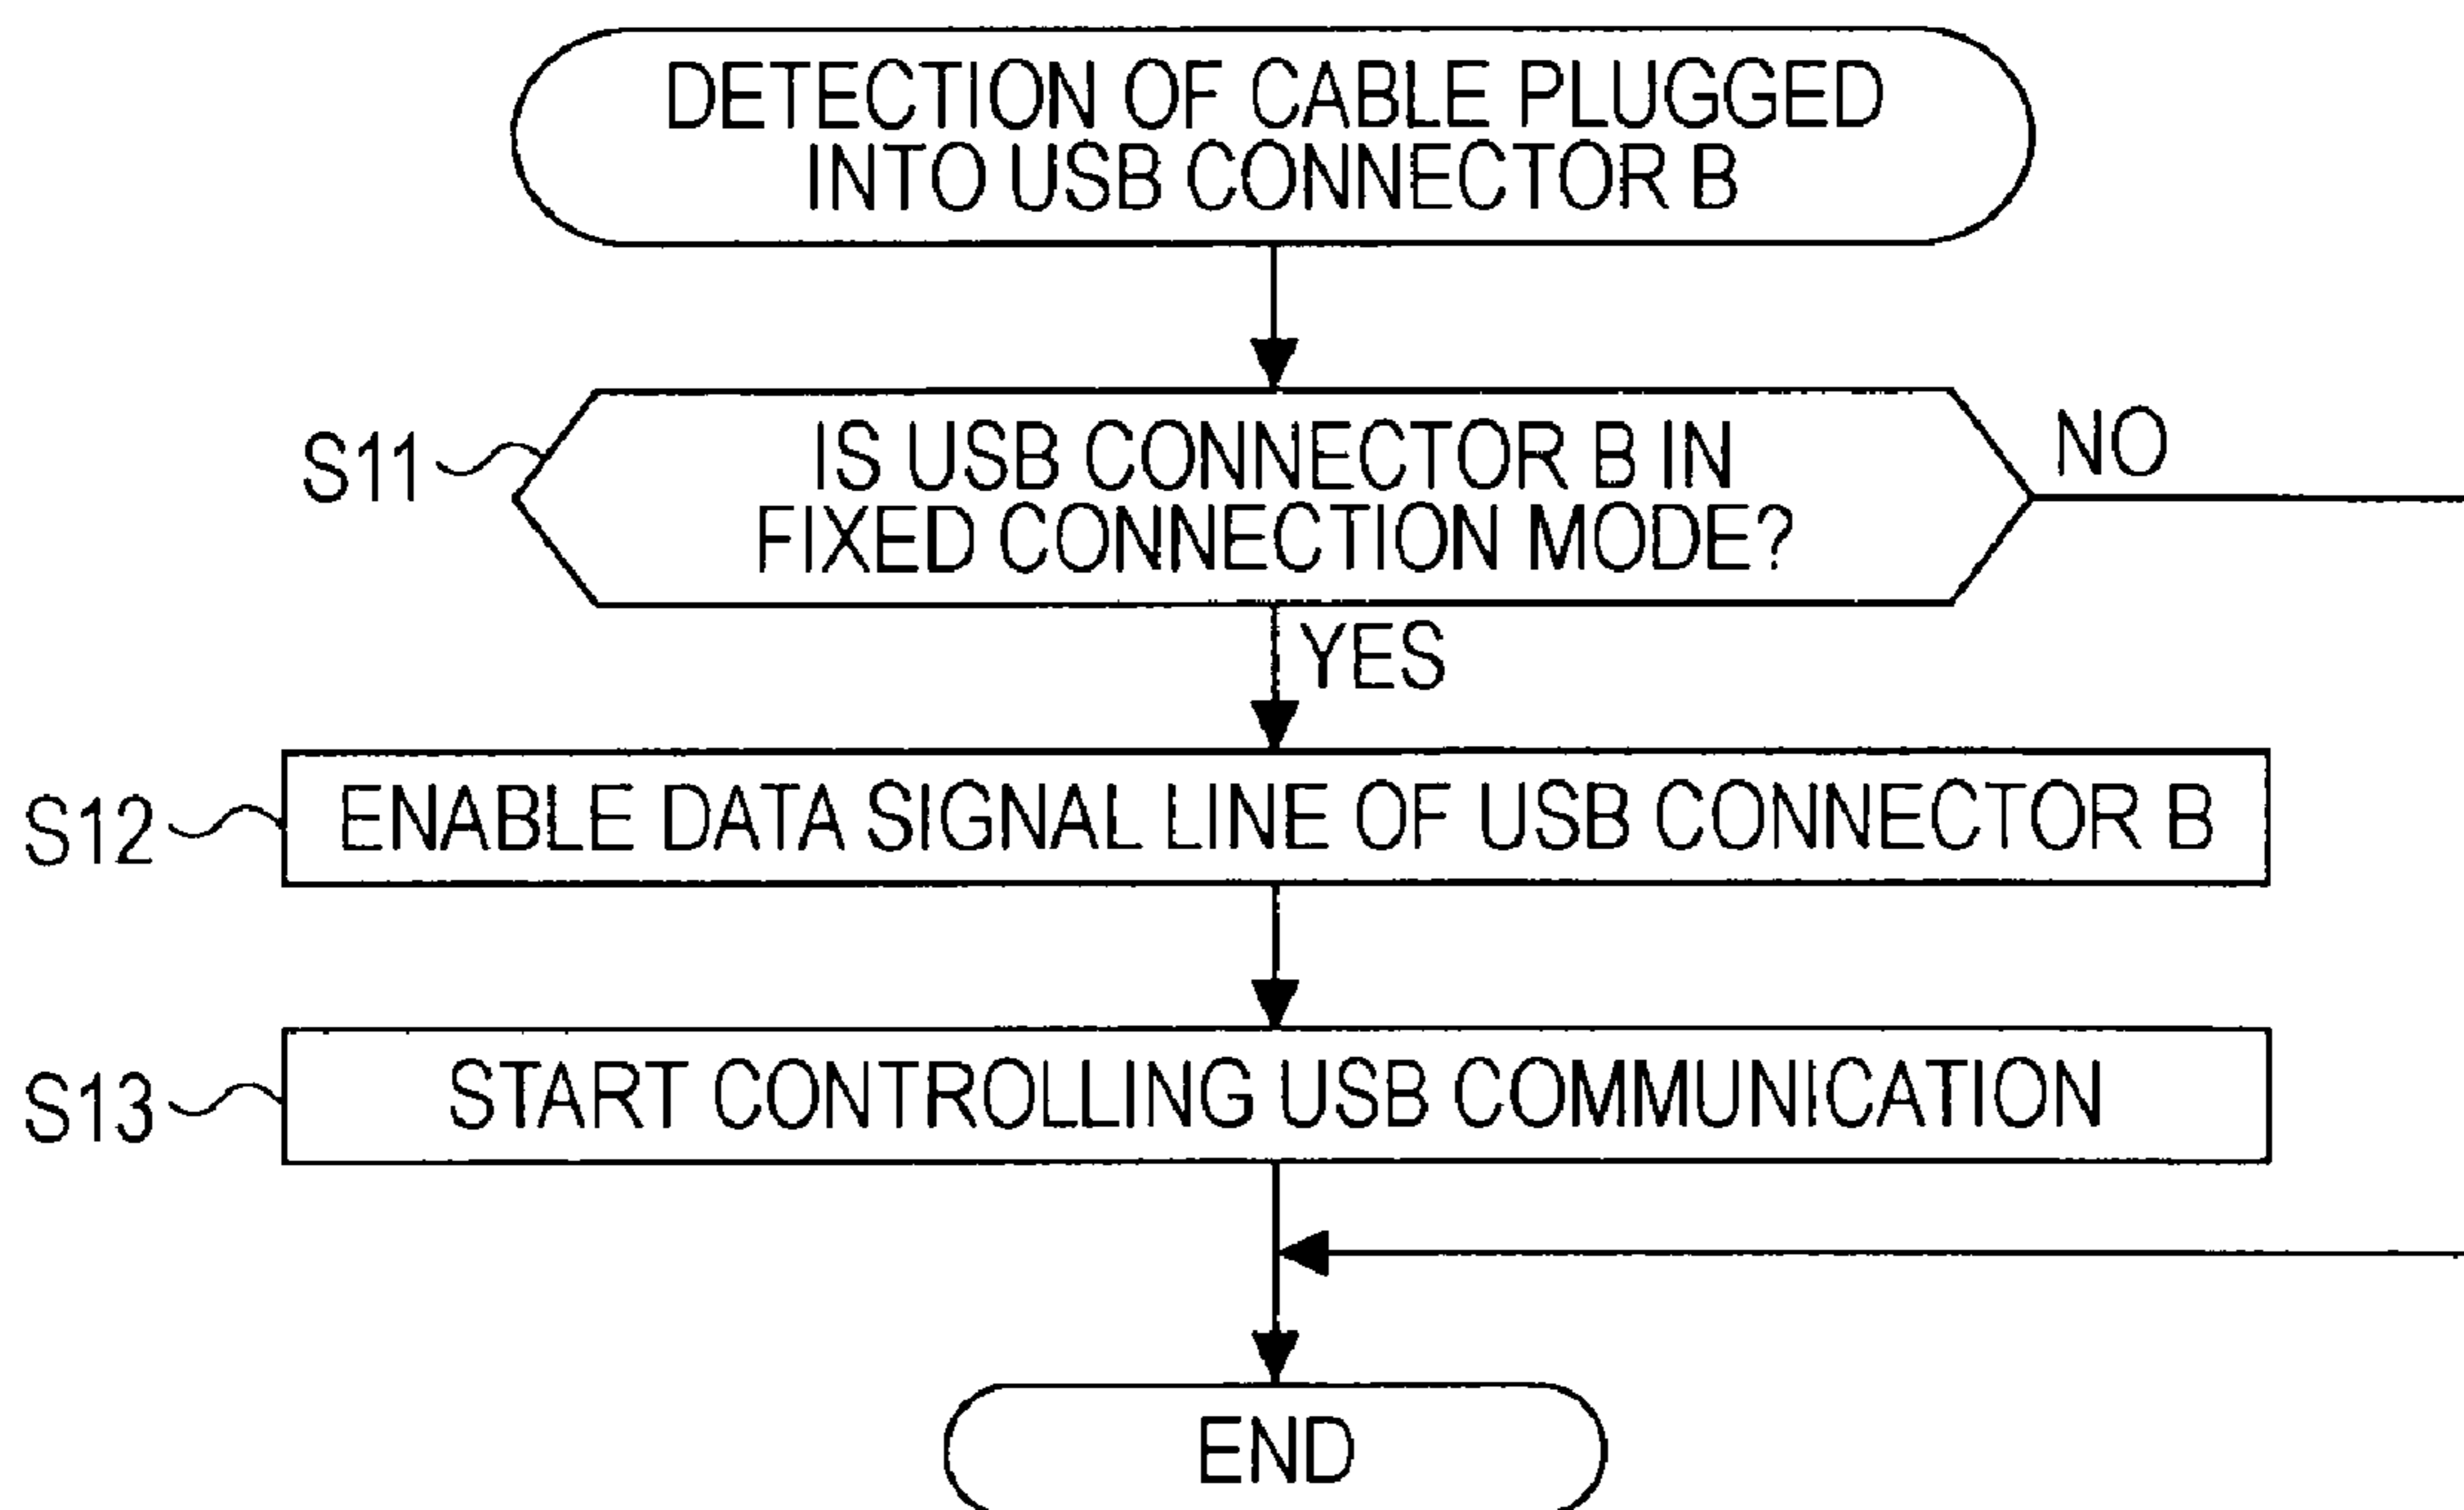 DETECTION OF CABLE PLUGGED
INTO USB CONNECTOR B
S11
IS USB CONNECTOR B IN
FIXED CONNECTION MODE?
NO
YES
S12
ENABLE DATA SIGNAL LINE OF USB CONNECTOR B
S13
START CONTROLLING USB COMMUNICATION
END